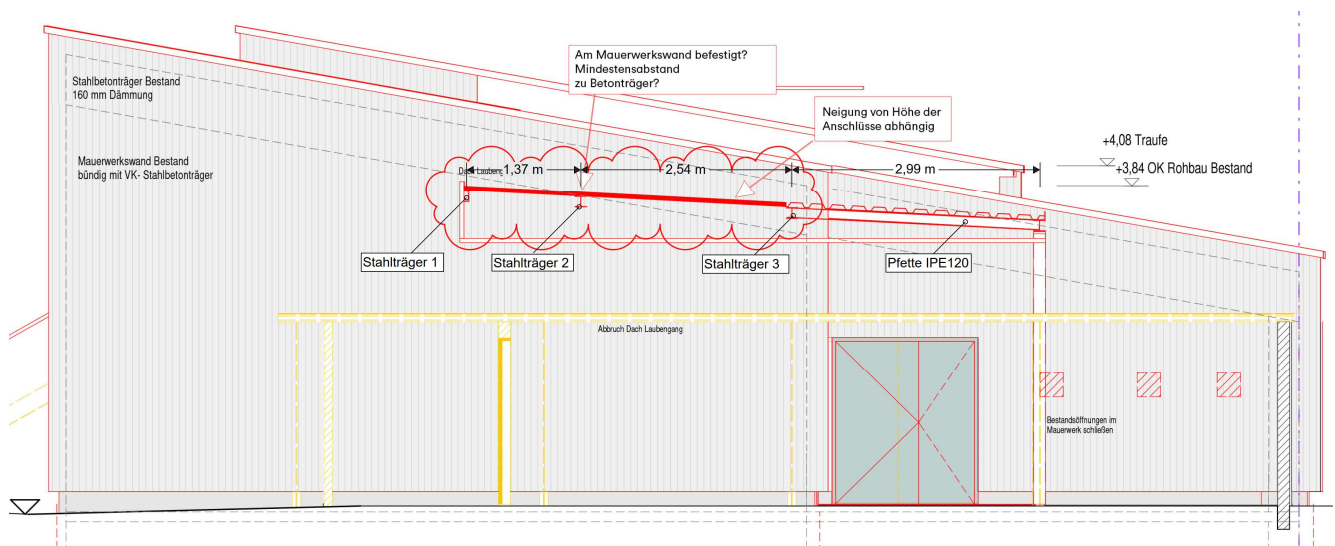 Am Mauerwerkswand befestigt?
Mindestensabstand
zu Betonträger?
Stahlbetonträger Bestand
160 mm Dämmung
Neigung von Höhe der
Anschlüsse abhängig
+4,08 Traufe
+3,84 OK Rohbau Bestand
Mauerwerkswand Bestand
bündig mit VK- Stahlbetonträger
1,37 m
2,54 m
2,99 m
Stahlträger 1
Stahlträger 2
Stahlträger 3
Pfette IPE120
Abbruch Dach Laubengang
Bestandsöffnungen im
Mauerwerk schließen